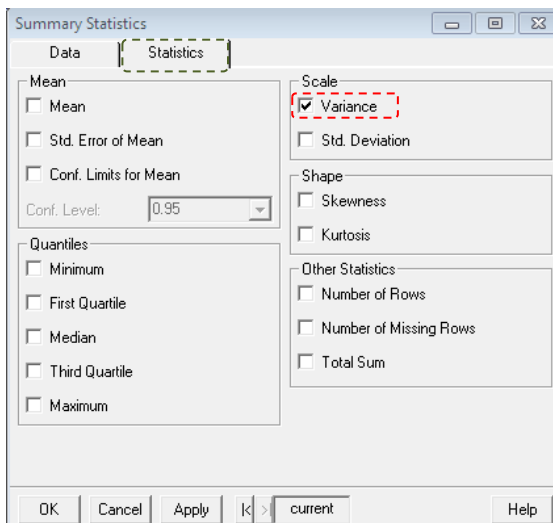 Summary Statistics
Data Statistics
Mean
Mean
Std. Error of Mean
Conf. Limits for Mean
Conf. Level: 0.95
Quantiles
Minimum
First Quartile
Median
Third Quartile
Maximum
Scale
Variance
Std. Deviation
Shape
Skewness
Kurtosis
Other Statistics
Number of Rows
Number of Missing Rows
Total Sum
OK Cancel Apply current Help